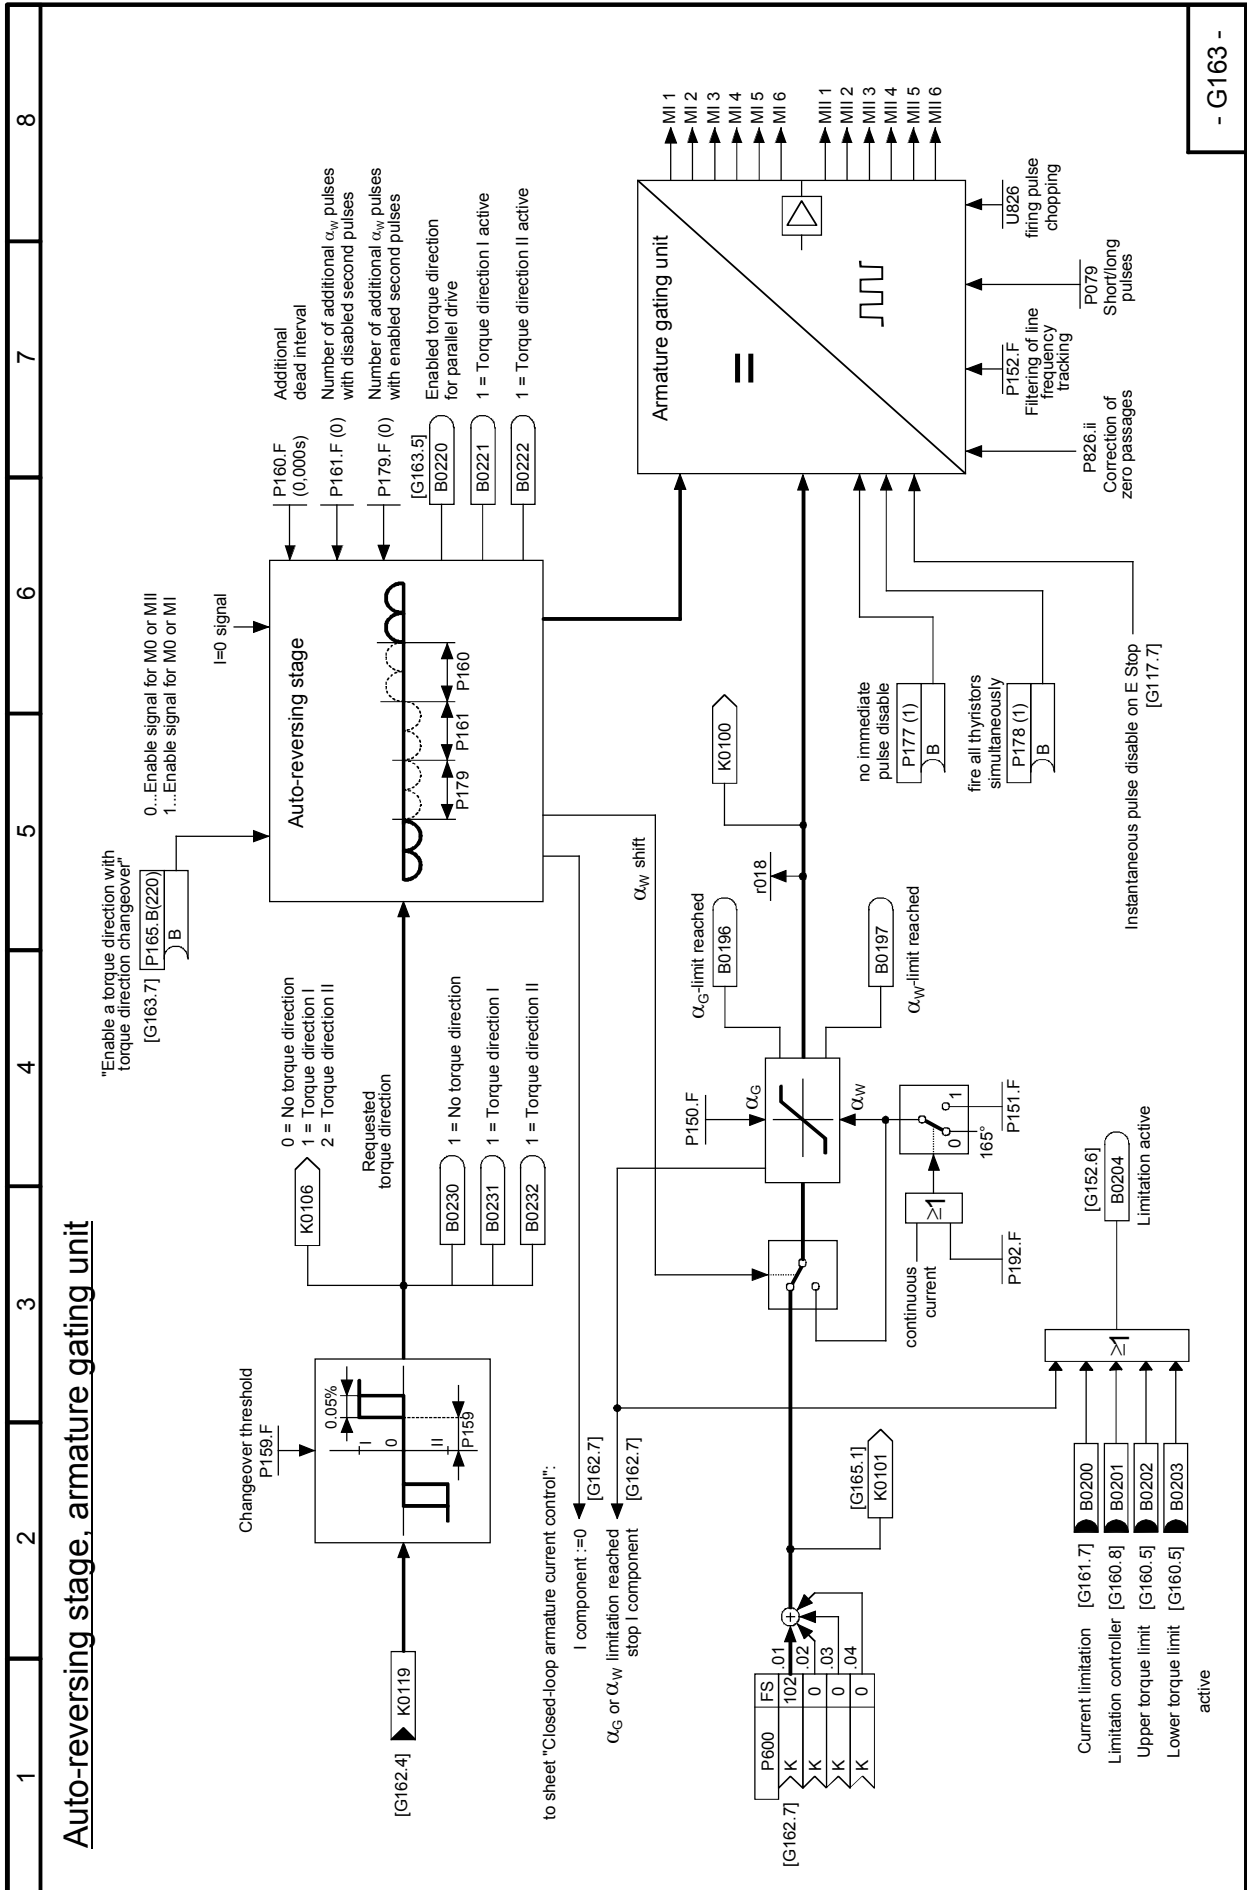 1 2 3 4 5 6 7 8
Auto-reversing stage, armature gating unit
- G163 -
[G162.4]
K0119
Changeover threshold
P159.F
0.05%
I
0
II
P159
K0106
0 = No torque direction
1 = Torque direction I
2 = Torque direction II
Requested
torque direction
B0230
1 = No torque direction
B0231
1 = Torque direction I
B0232
1 = Torque direction II
"Enable a torque direction with
torque direction changeover"
[G163.7]
P165.B(220)
B
0...Enable signal for M0 or MII
1...Enable signal for M0 or MI
I=0 signal
Auto-reversing stage
P179
P161
P160
P160.F
(0,000s)
Additional
dead interval
P161.F (0)
Number of additional αW pulses
with disabled second pulses
P179.F (0)
Number of additional αW pulses
with enabled second pulses
[G163.5]
B0220
Enabled torque direction
for parallel drive
B0221
1 = Torque direction I active
B0222
1 = Torque direction II active
to sheet "Closed-loop armature current control":
I component :=0
[G162.7]
αG or αW limitation reached
stop I component
[G162.7]
αW shift
[G162.7]
P600 FS
K 102 .01
K 0 .02
K 0 .03
K 0 .04
+
[G165.1]
K0101
P150.F
αG
αW
αG-limit reached
B0196
B0197
αW-limit reached
r018
K0100
continuous
current
P192.F
≥1
0 1
165°
P151.F
Current limitation [G161.7] B0200
Limitation controller [G160.8] B0201
Upper torque limit [G160.5] B0202
Lower torque limit [G160.5] B0203
active
≥1
[G152.6]
B0204
Limitation active
no immediate
pulse disable
P177 (1)
B
fire all thyristors
simultaneously
P178 (1)
B
Instantaneous pulse disable on E Stop
[G117.7]
Armature gating unit
=
MI 1
MI 2
MI 3
MI 4
MI 5
MI 6
MII 1
MII 2
MII 3
MII 4
MII 5
MII 6
P826.ii
Correction of
zero passages
P152.F
Filtering of line
frequency
tracking
P079
Short/long
pulses
U826
firing pulse
chopping